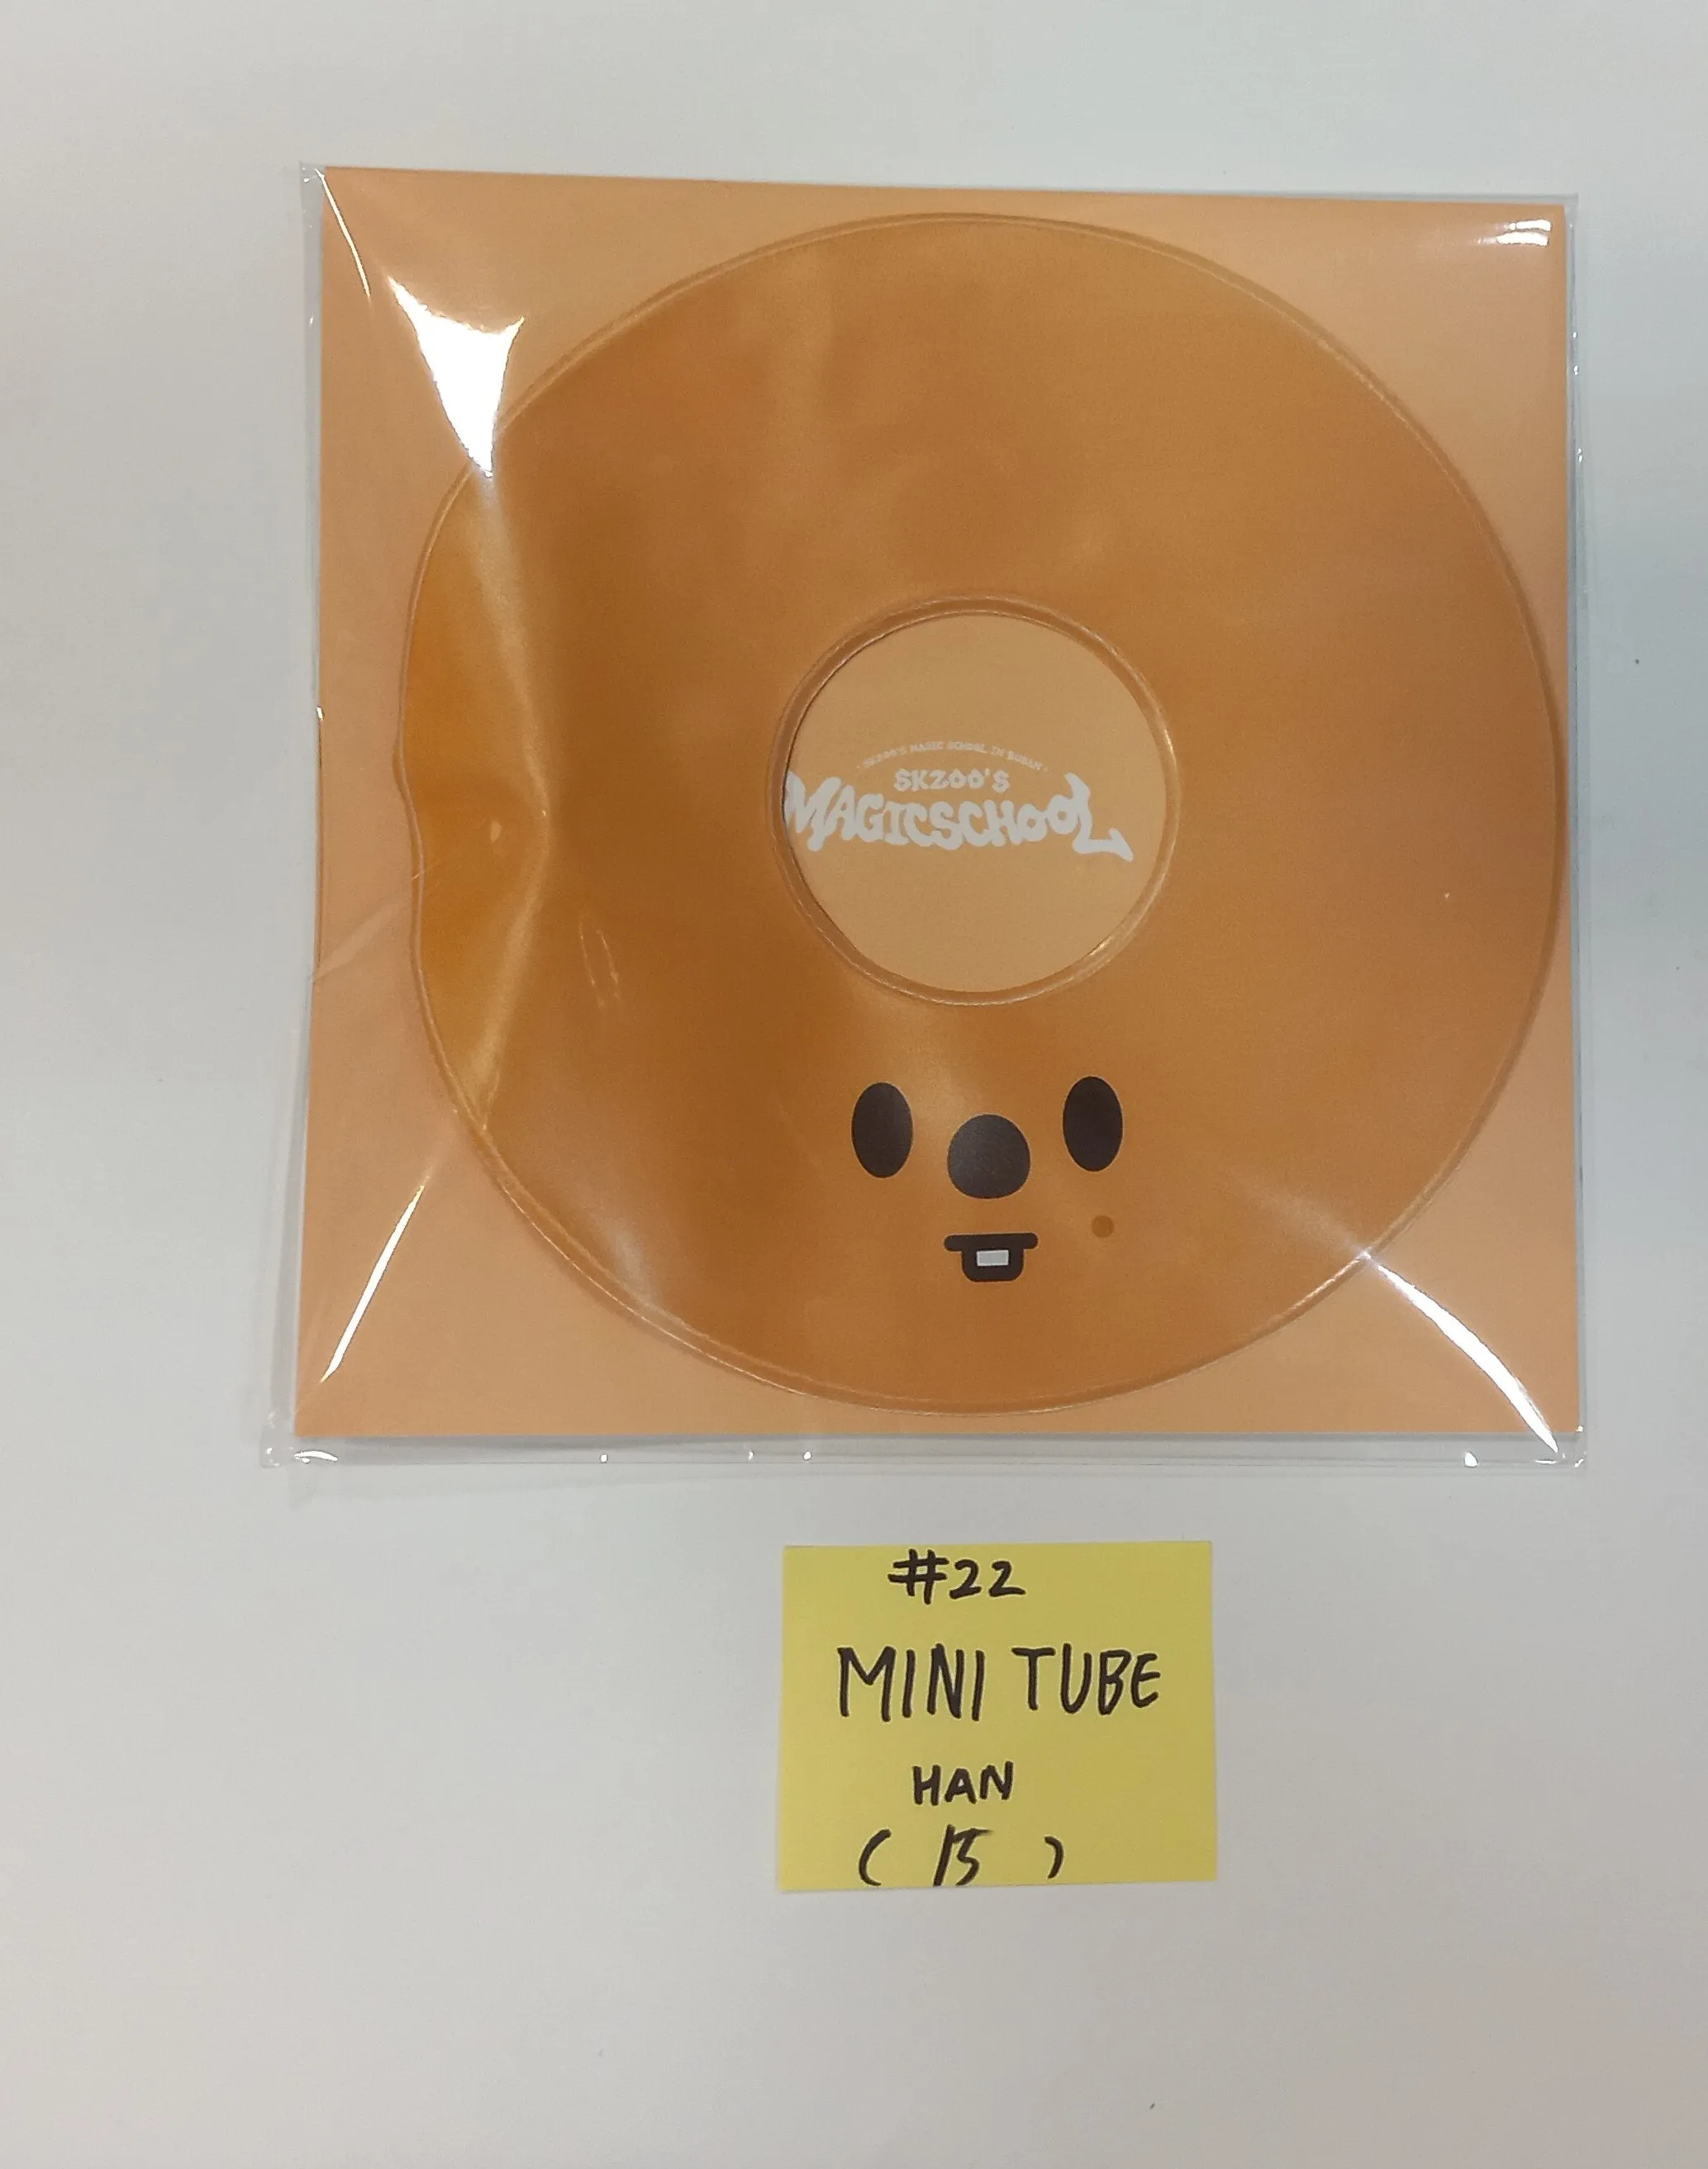 · SKZOO'S MAGIC SCHOOL IN BUSAN ·
SKZOO'S
MAGICSCHOOL
#22
MINI TUBE
HAN
( 15 )